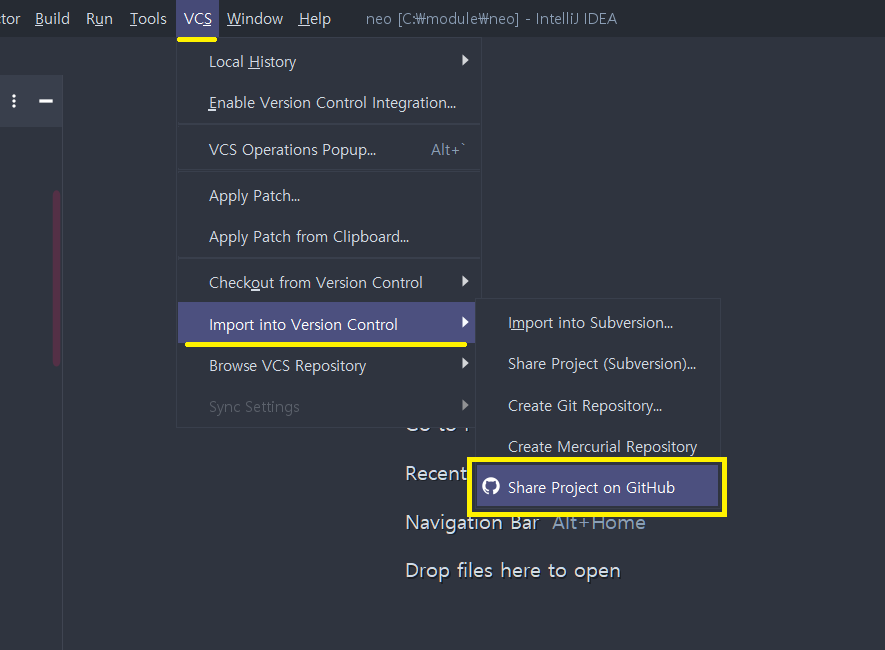 tor Build Run Tools VCS Window Help neo [C:₩module₩neo] - IntelliJ IDEA
Local History
Enable Version Control Integration...
VCS Operations Popup... Alt+`
Apply Patch...
Apply Patch from Clipboard...
Checkout from Version Control
Import into Version Control
Browse VCS Repository
Sync Settings
Import into Subversion...
Share Project (Subversion)...
Create Git Repository...
Create Mercurial Repository
Share Project on GitHub
Go to
Recent
Navigation Bar Alt+Home
Drop files here to open